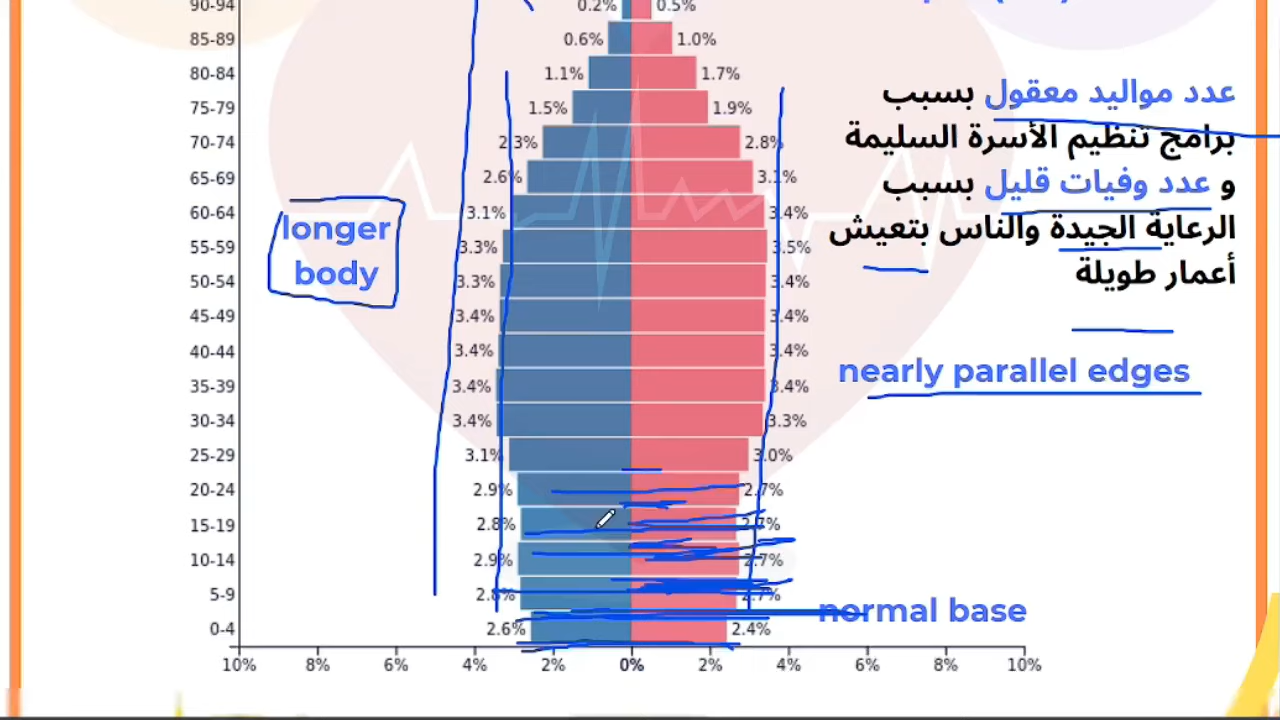 90-94 0.2% 0.5%
85-89 0.6% 1.0%
80-84 1.1% 1.7%
75-79 1.5% 1.9%
70-74 2.3% 2.8%
65-69 2.6% 3.1%
60-64 3.1% 3.4%
55-59 3.3% 3.5%
50-54 3.3% 3.4%
45-49 3.4% 3.4%
40-44 3.4% 3.4%
35-39 3.4% 3.4%
30-34 3.4% 3.3%
25-29 3.1% 3.0%
20-24 2.9% 2.7%
15-19 2.8% 2.7%
10-14 2.9% 2.7%
5-9 2.8% 2.7%
0-4 2.6% 2.4%
10% 8% 6% 4% 2% 0% 2% 4% 6% 8% 10%
longer
body
عدد مواليد معقول بسبب
برامج تنظيم الأسرة السليمة
و عدد وفيات قليل بسبب
الرعاية الجيدة والناس بتعيش
أعمار طويلة
nearly parallel edges
normal base